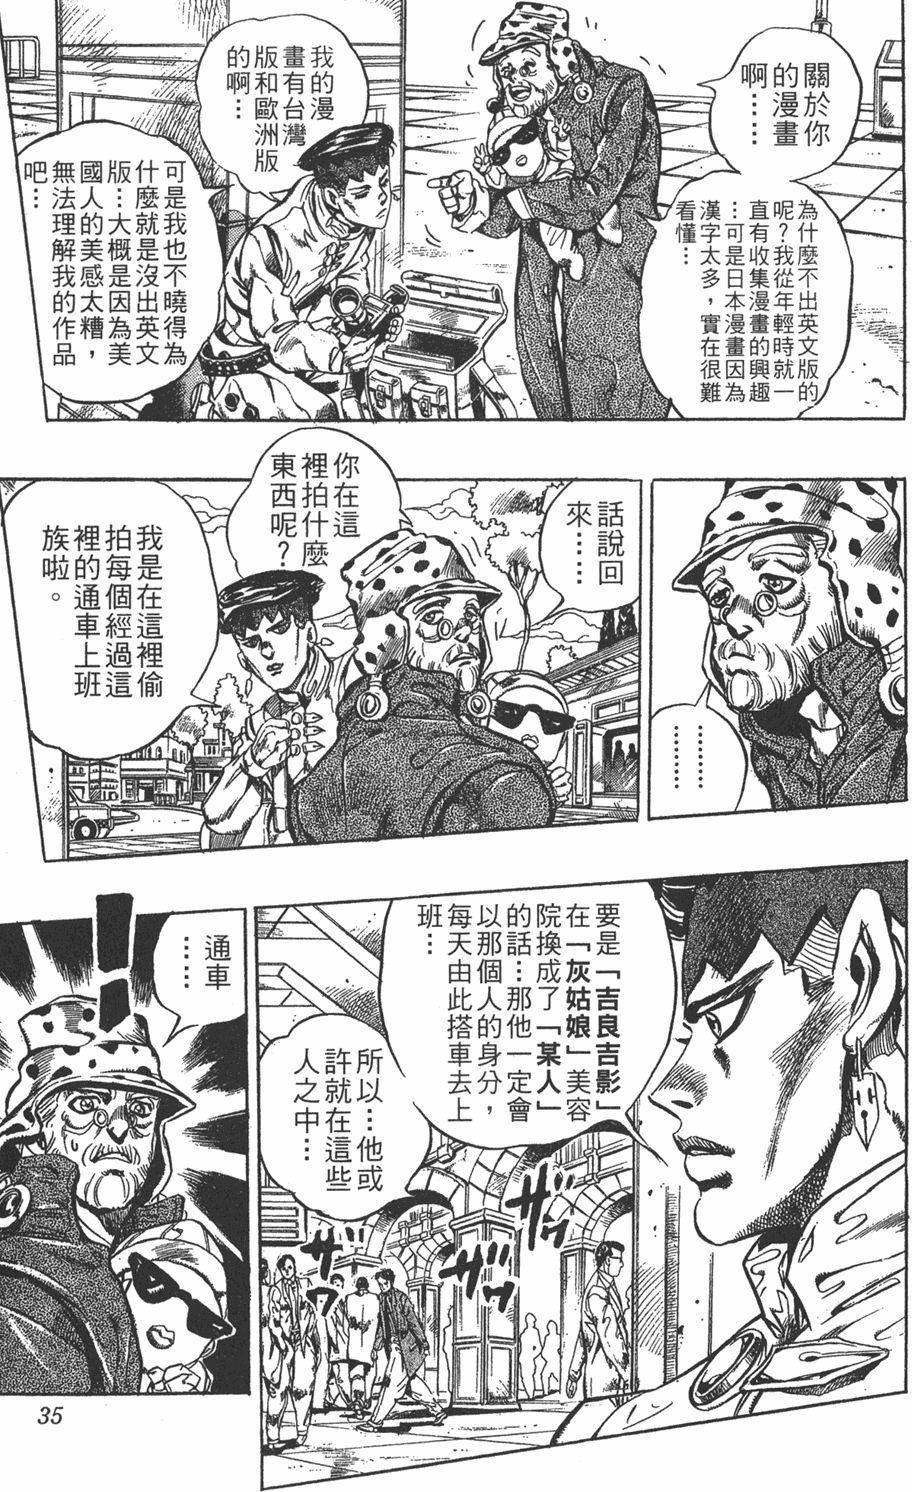 關於你
的漫畫
啊……
為什麼不出英文版的
呢?我從年輕時就一
直有收集漫畫的興趣
…可是日本漫畫因為
漢字太多，實在很難
看懂…
我的漫
畫有台灣
版和歐洲版
的啊…
可是我也不曉得為
什麼就是沒出英文
版…大概是因為美
國人的美感太糟，
無法理解我的作品
吧…
………
話說回
來……
你在這
裡拍什麼
東西呢?
我是在這裡偷
拍每個經過這
裡的通車上班
族啦。
要是「吉良吉影」
在「灰姑娘」美容
院換成了「某人」
的話…那他一定會
以那個人的身分，
每天由此搭車去上
班…
所以…他或
許就在這些
人之中…
ザワ
ザワ
ザワ
通車
……
!
35